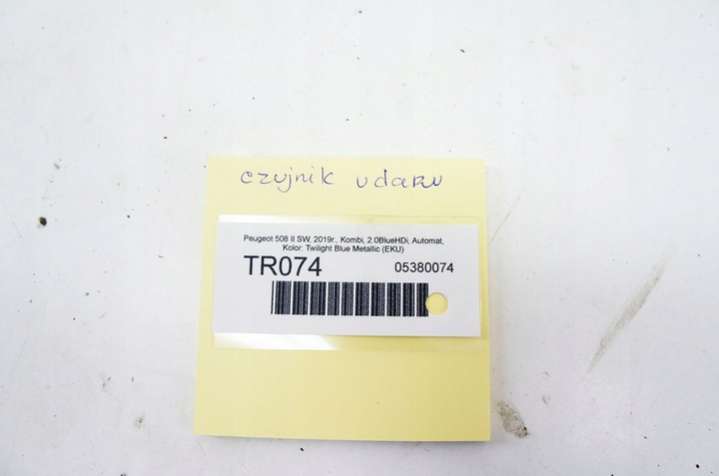 czujnik udaru
Peugeot 508 II SW, 2019r., Kombi, 2.0BlueHDi, Automat,
Kolor: Twilight Blue Metallic (EKU)
TR074 05380074